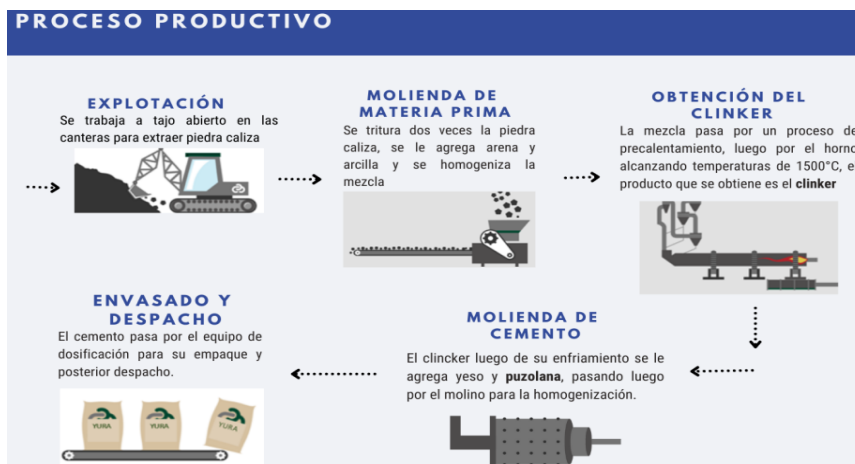 PROCESO PRODUCTIVO
EXPLOTACIÓN
Se trabaja a tajo abierto en las
canteras para extraer piedra caliza
MOLIENDA DE
MATERIA PRIMA
Se tritura dos veces la piedra
caliza, se le agrega arena y
arcilla y se homogeniza la
mezcla
OBTENCIÓN DEL
CLINKER
La mezcla pasa por un proceso de
precalentamiento, luego por el horno
alcanzando temperaturas de 1500°C, e
producto que se obtiene es el clinker
MOLIENDA DE
CEMENTO
El clincker luego de su enfriamiento se le
agrega yeso y puzolana, pasando luego
por el molino para la homogenización.
ENVASADO Y
DESPACHO
El cemento pasa por el equipo de
dosificación para su empaque y
posterior despacho.
YURA
YURA
YURA